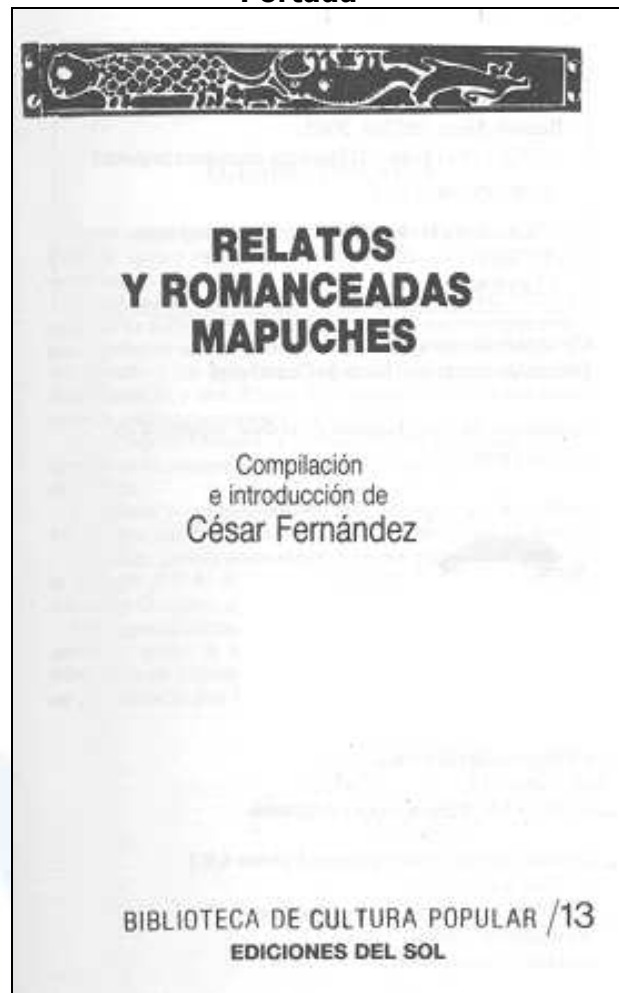 Portada
RELATOS
Y ROMANCEADAS
MAPUCHES
Compilación
e introducción de
César Fernández
BIBLIOTECA DE CULTURA POPULAR /13
EDICIONES DEL SOL